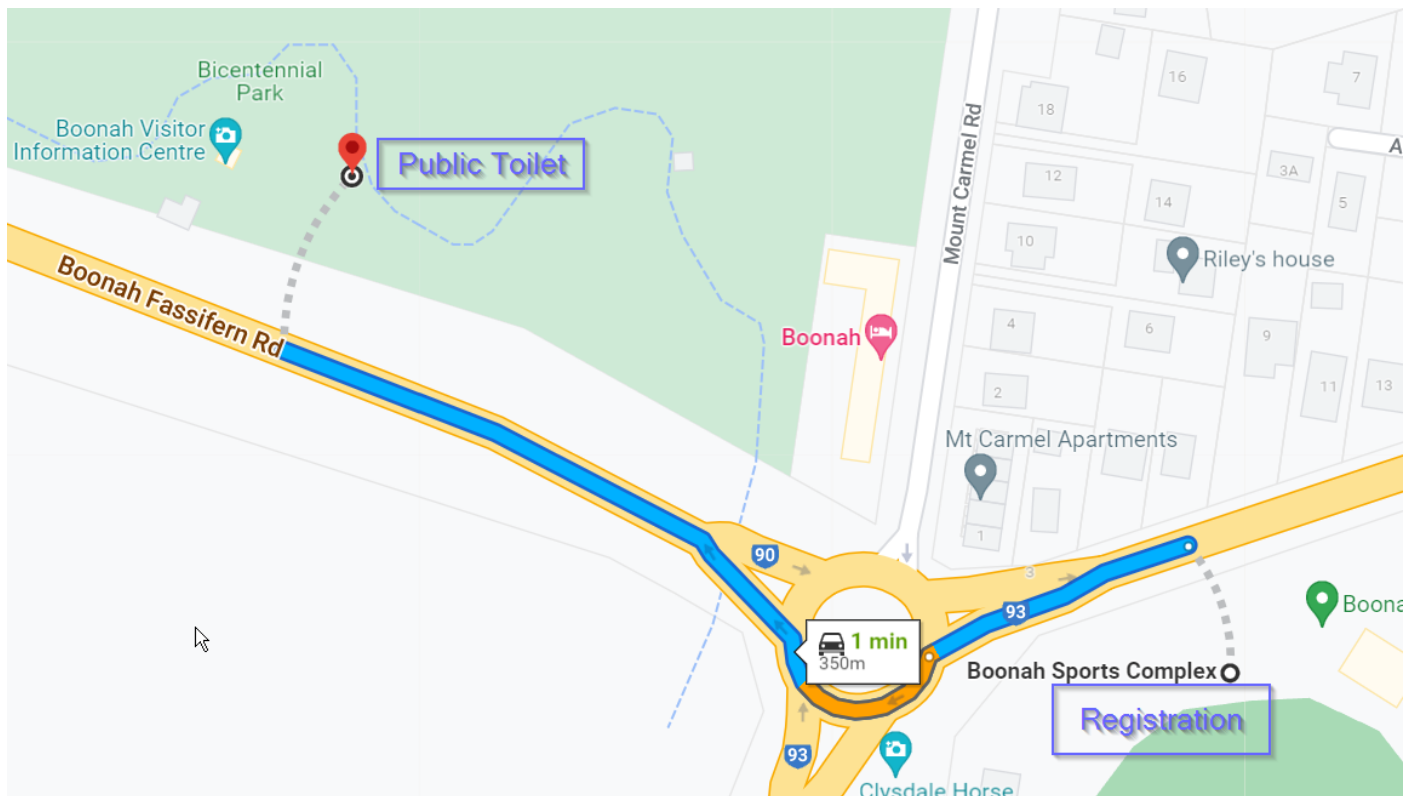 Bicentennial
Park
Boonah Visitor
Information Centre
Public Toilet
Boonah Fassifern Rd
Mount Carmel Rd
18
16
7
A
12
14
3A
5
10
Riley's house
4
6
9
Boonah
2
11
13
Mt Carmel Apartments
1
90
3
93
1 min
350m
Boona
Boonah Sports Complex
Registration
93
Clysdale Horse